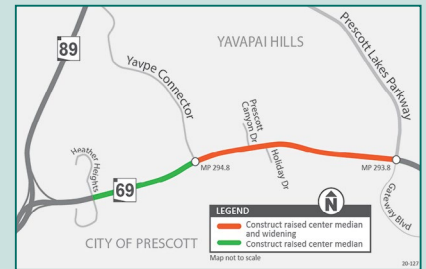 89
YAVAPAI HILLS
Prescott Lakes Parkway
Yavpe Connector
Prescott
Canyon Dr
Heather
Heights
MP 294.8
Holiday Dr
MP 293.8
69
Gateway Blvd
N
LEGEND
Construct raised center median
and widening
Construct raised center median
CITY OF PRESCOTT
Map not to scale
20-127